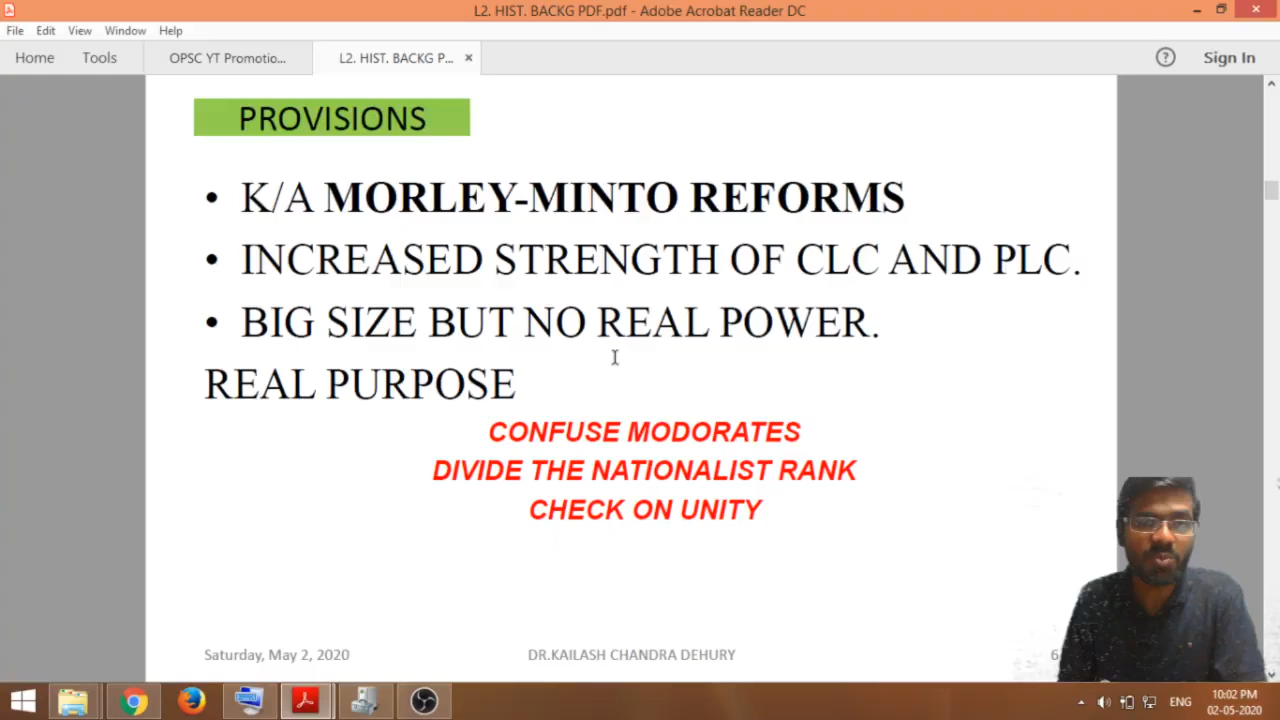 L2. HIST. BACKG PDF.pdf - Adobe Acrobat Reader DC
File Edit View Window Help
Home Tools OPSC YT Promotio... L2. HIST. BACKG P... × ? Sign In
PROVISIONS
• K/A MORLEY-MINTO REFORMS
• INCREASED STRENGTH OF CLC AND PLC.
• BIG SIZE BUT NO REAL POWER.
REAL PURPOSE
CONFUSE MODORATES
DIVIDE THE NATIONALIST RANK
CHECK ON UNITY
Saturday, May 2, 2020 DR.KAILASH CHANDRA DEHURY 6
ENG 10:02 PM
02-05-2020